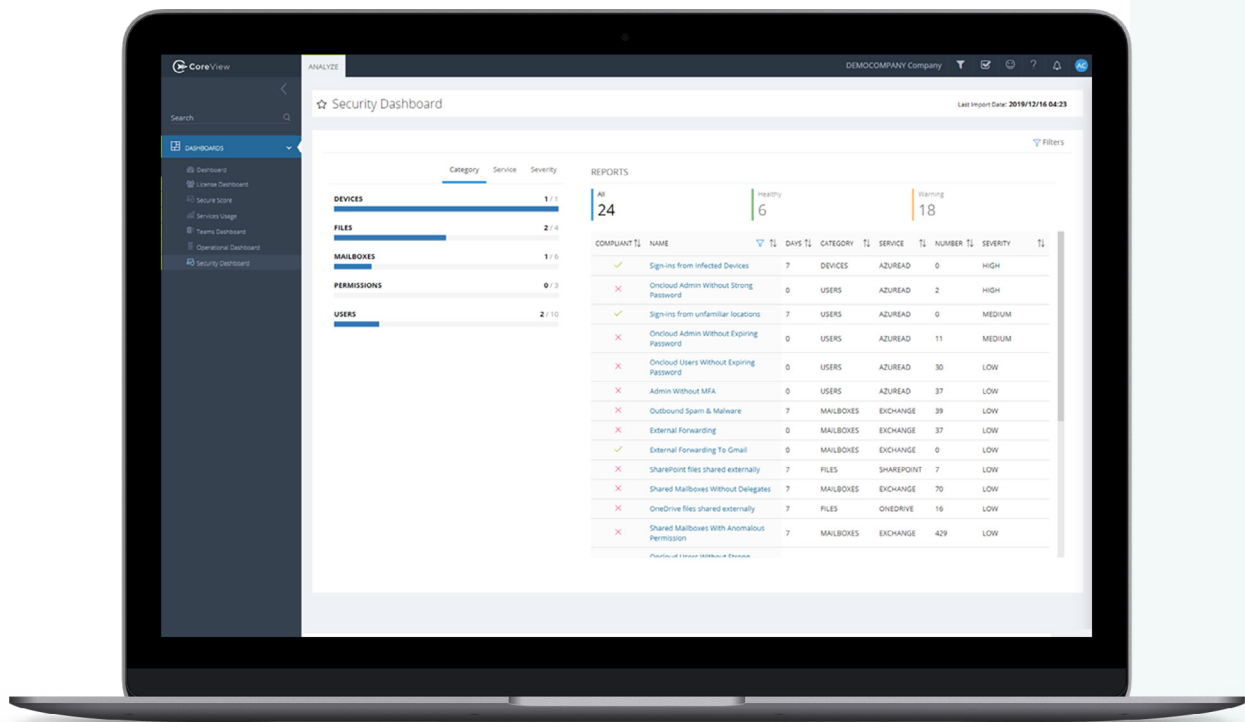 CoreView
ANALYZE
DEMOCOMPANY Company
?
AC
Search
Security Dashboard
Last Import Date: 2019/12/16 04:23
DASHBOARDS
Dashboard
License Dashboard
Secure Score
Services Usage
Teams Dashboard
Operational Dashboard
Security Dashboard
Filters
Category Service Severity
DEVICES 1 / 1
FILES 2 / 4
MAILBOXES 1 / 6
PERMISSIONS 0 / 3
USERS 2 / 10
REPORTS
All Healthy Warning
24 6 18
COMPLIANT NAME DAYS CATEGORY SERVICE NUMBER SEVERITY
Sign-ins from Infected Devices 7 DEVICES AZUREAD 0 HIGH
Oncloud Admin Without Strong
Password 0 USERS AZUREAD 2 HIGH
Sign-ins from unfamiliar locations 7 USERS AZUREAD 0 MEDIUM
Oncloud Admin Without Expiring
Password 0 USERS AZUREAD 11 MEDIUM
Oncloud Users Without Expiring
Password 0 USERS AZUREAD 30 LOW
Admin Without MFA 0 USERS AZUREAD 37 LOW
Outbound Spam & Malware 7 MAILBOXES EXCHANGE 39 LOW
External Forwarding 0 MAILBOXES EXCHANGE 37 LOW
External Forwarding To Gmail 0 MAILBOXES EXCHANGE 0 LOW
SharePoint files shared externally 7 FILES SHAREPOINT 7 LOW
Shared Mailboxes Without Delegates 7 MAILBOXES EXCHANGE 70 LOW
OneDrive files shared externally 7 FILES ONEDRIVE 16 LOW
Shared Mailboxes With Anomalous
Permission 7 MAILBOXES EXCHANGE 429 LOW
Oncloud Users Without Strong